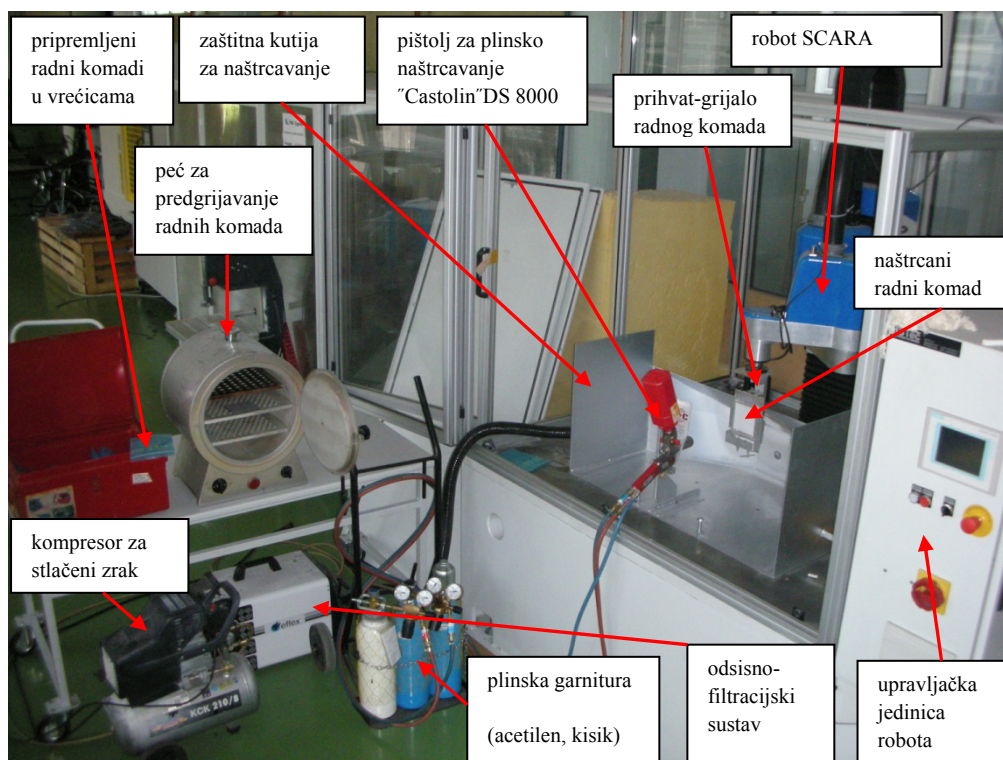 pripremljeni
radni komadi
u vrećicama
zaštitna kutija
za naštrcavanje
pištolj za plinsko
naštrcavanje
˝Castolin˝DS 8000
robot SCARA
prihvat-grijalo
radnog komada
peć za
predgrijavanje
radnih komada
naštrcani
radni komad
kompresor za
stlačeni zrak
KCK 210/8
plinska garnitura
(acetilen, kisik)
odsisno-
filtracijski
sustav
upravljačka
jedinica
robota